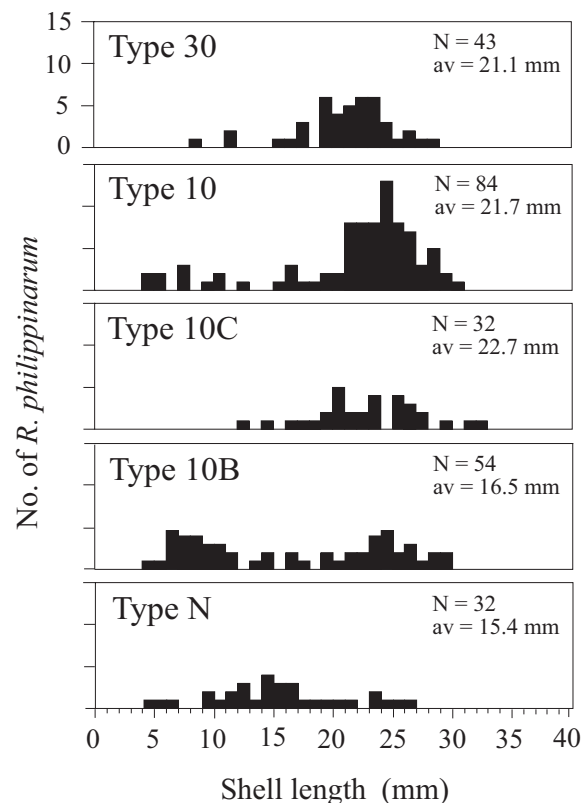 15
10
5
0
Type 30
N = 43
av = 21.1 mm
Type 10
N = 84
av = 21.7 mm
Type 10C
N = 32
av = 22.7 mm
Type 10B
N = 54
av = 16.5 mm
Type N
N = 32
av = 15.4 mm
No. of R. philippinarum
0 5 10 15 20 25 30 35 40
Shell length (mm)